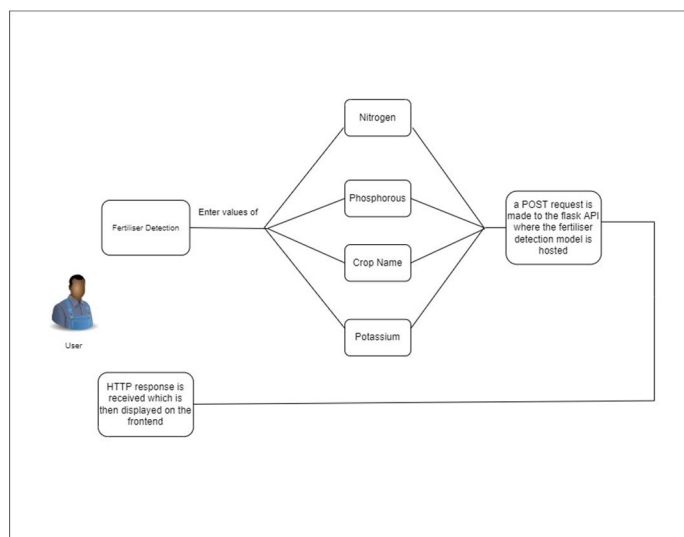 Nitrogen
Fertiliser Detection
Enter values of
Phosphorous
Crop Name
Potassium
a POST request is
made to the flask API
where the fertiliser
detection model is
hosted
User
HTTP response is
received which is
then displayed on the
frontend